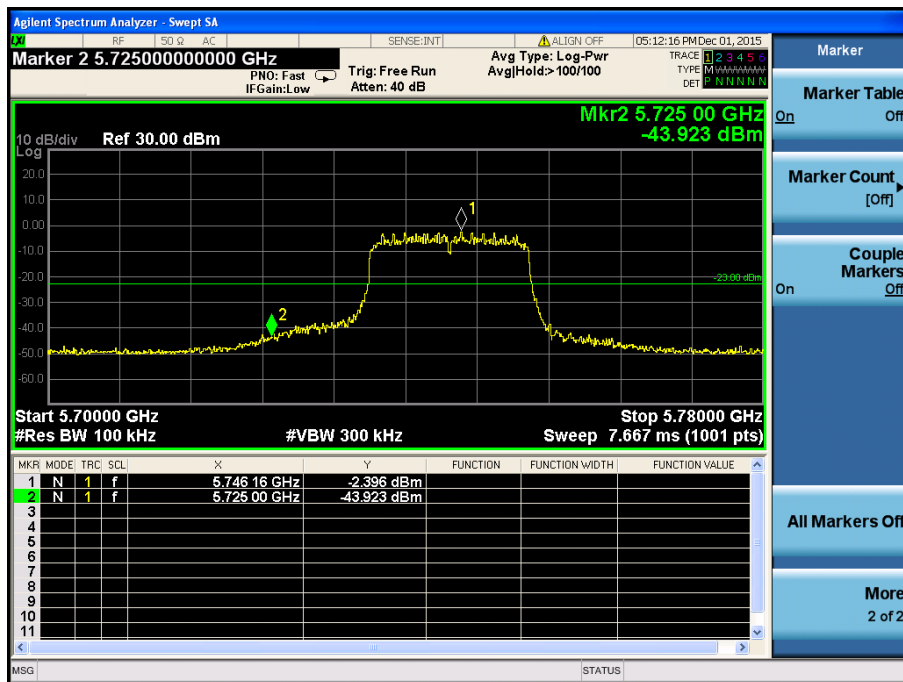 Agilent Spectrum Analyzer - Swept SA
LXI RF 50 Ω AC SENSE:INT ALIGN OFF 05:12:16 PM Dec 01, 2015
Marker 2 5.725000000000 GHz
PNO: Fast
IFGain:Low
Trig: Free Run
Atten: 40 dB
Avg Type: Log-Pwr
Avg|Hold:>100/100
TRACE 1 2 3 4 5 6
TYPE M W W W W W
DET P N N N N N
Mkr2 5.725 00 GHz
-43.923 dBm
10 dB/div Ref 30.00 dBm
Log
20.0
10.0
0.00
-10.0
-20.0
-30.0
-40.0
-50.0
-60.0
1
2
-23.00 dBm
Start 5.70000 GHz Stop 5.78000 GHz
#Res BW 100 kHz #VBW 300 kHz Sweep 7.667 ms (1001 pts)
MKR MODE TRC SCL X Y FUNCTION FUNCTION WIDTH FUNCTION VALUE
1 N 1 f 5.746 16 GHz -2.396 dBm
2 N 1 f 5.725 00 GHz -43.923 dBm
3
4
5
6
7
8
9
10
11
MSG STATUS
Marker
Marker Table
On Off
Marker Count
[Off]
Couple
Markers
On Off
All Markers Off
More
2 of 2